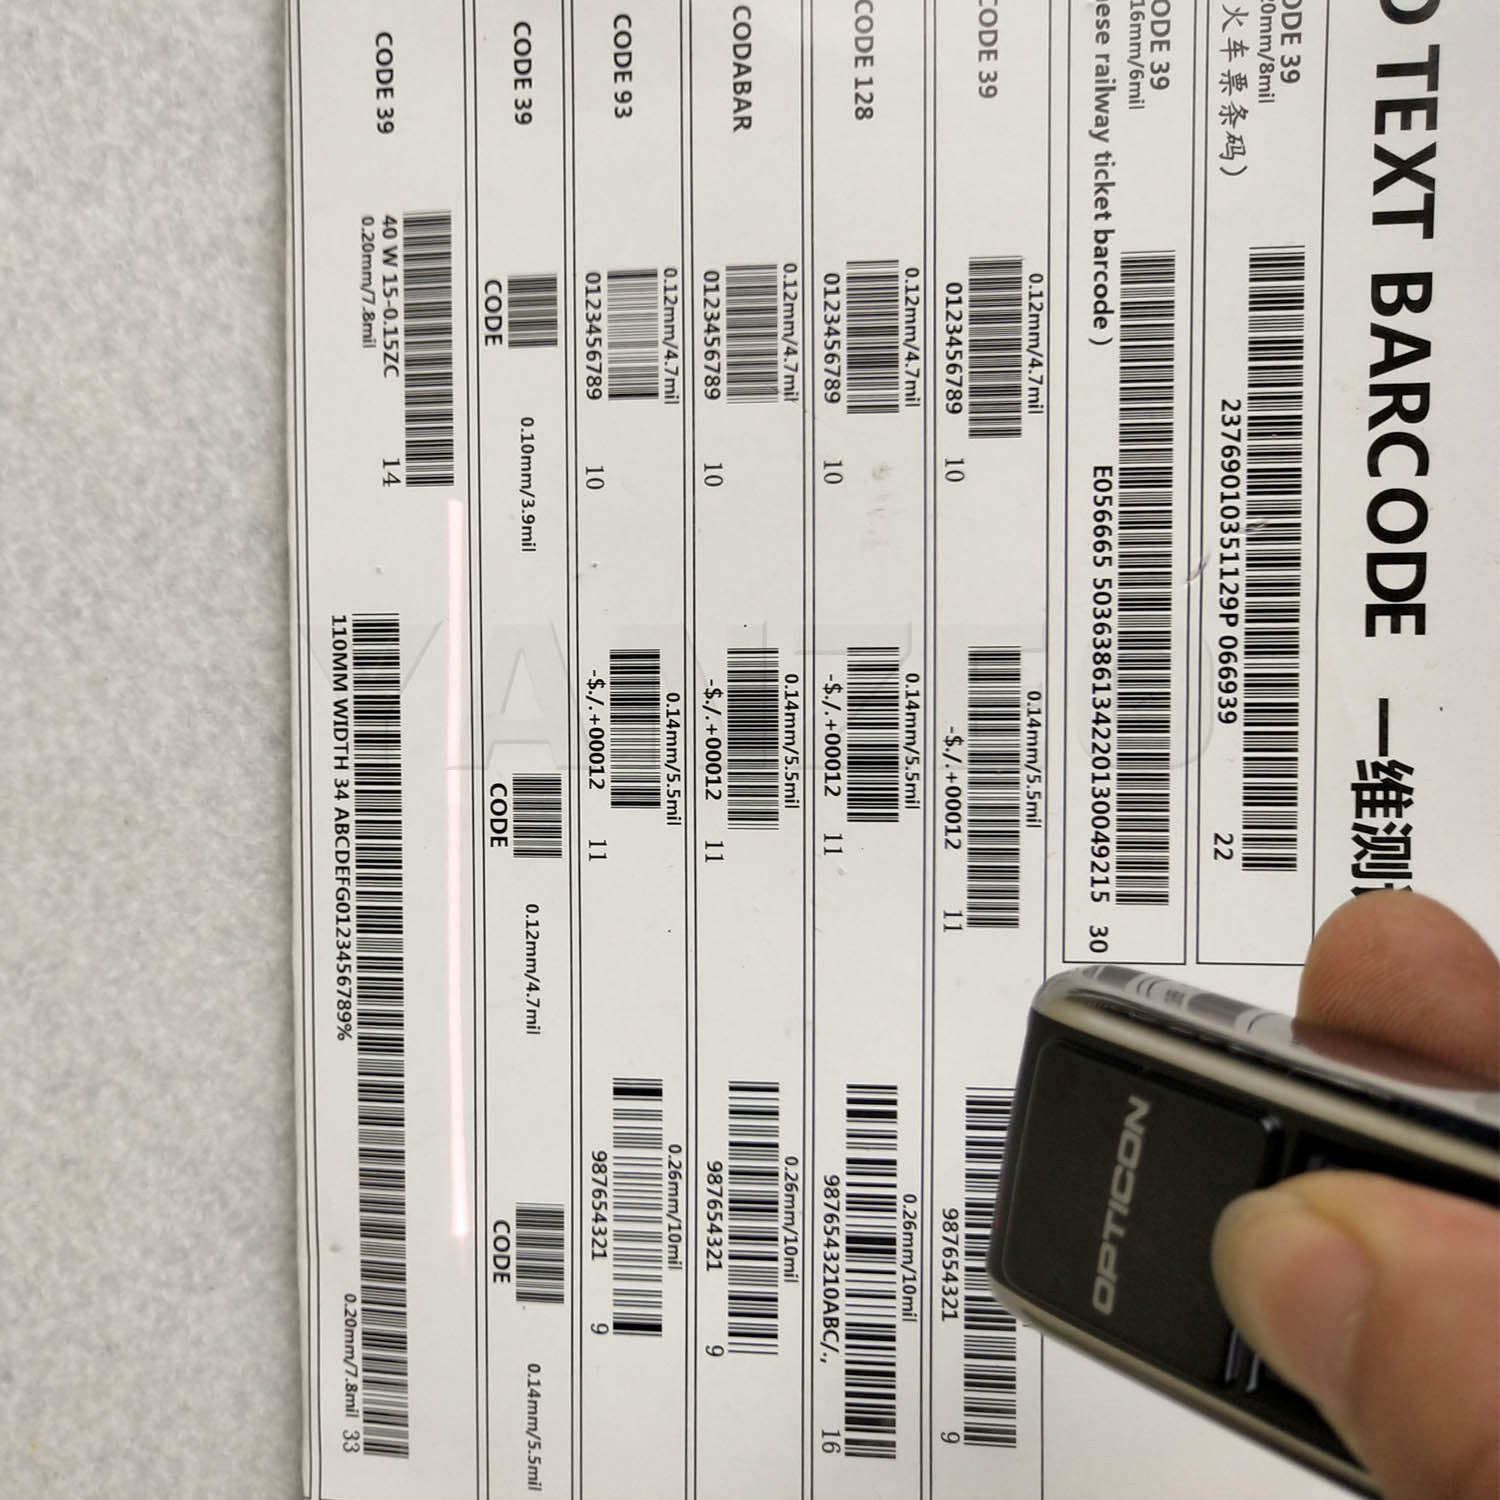 TEXT BARCODE 一维测
ODE 39
0mm/8mil
火车票条码）
23769010351129P 066939 22
ODE 39
16mm/6mil
ese railway ticket barcode )
E056665 5036386134220130049215 30
CODE 39
0.12mm/4.7mil
0123456789 10
0.14mm/5.5mil
-$./.+00012 11
987654321 9
CODE 128
0.12mm/4.7mil
0123456789 10
0.14mm/5.5mil
-$./.+00012 11
0.26mm/10mil
9876543210ABC/., 16
CODABAR
0.12mm/4.7mil
0123456789 10
0.14mm/5.5mil
-$./.+00012 11
0.26mm/10mil
987654321 9
CODE 93
0.12mm/4.7mil
0123456789 10
0.14mm/5.5mil
-$./.+00012 11
0.26mm/10mil
987654321 9
CODE 39
CODE 0.10mm/3.9mil
CODE 0.12mm/4.7mil
CODE 0.14mm/5.5mil
CODE 39
40 W 15-0.15ZC 14
0.20mm/7.8mil
110MM WIDTH 34 ABCDEFG0123456789%
0.20mm/7.8mil 33
OPTICON